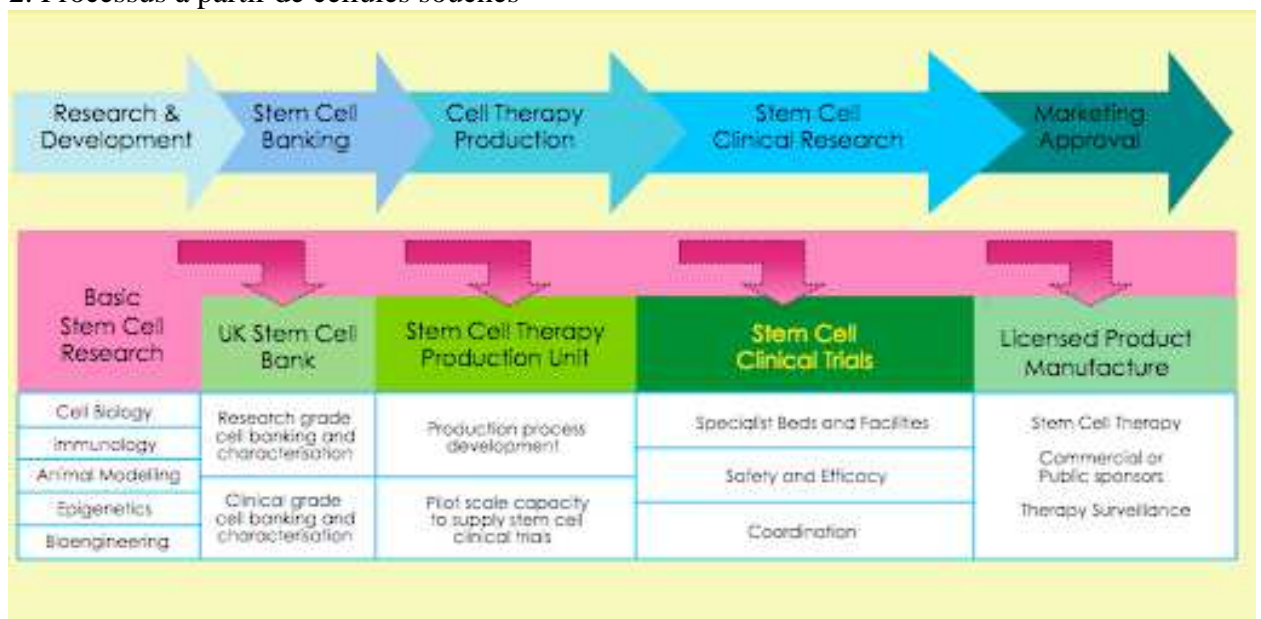 2. Processus à partir de cellules souches
Research &
Development
Stem Cell
Banking
Cell Therapy
Production
Stem Cell
Clinical Research
Marketing
Approval
Basic
Stem Cell
Research
UK Stem Cell
Bank
Stem Cell Therapy
Production Unit
Stem Cell
Clinical Trials
Licensed Product
Manufacture
Cell Biology
Immunology
Animal Modelling
Epigenetics
Bioengineering
Research grade
cell banking and
characterisation
Clinical grade
cell banking and
characterisation
Production process
development
Pilot scale capacity
to supply stem cell
clinical trials
Specialist Beds and Facilities
Safety and Efficacy
Coordination
Stem Cell Therapy
Commercial or
Public sponsors
Therapy Surveillance